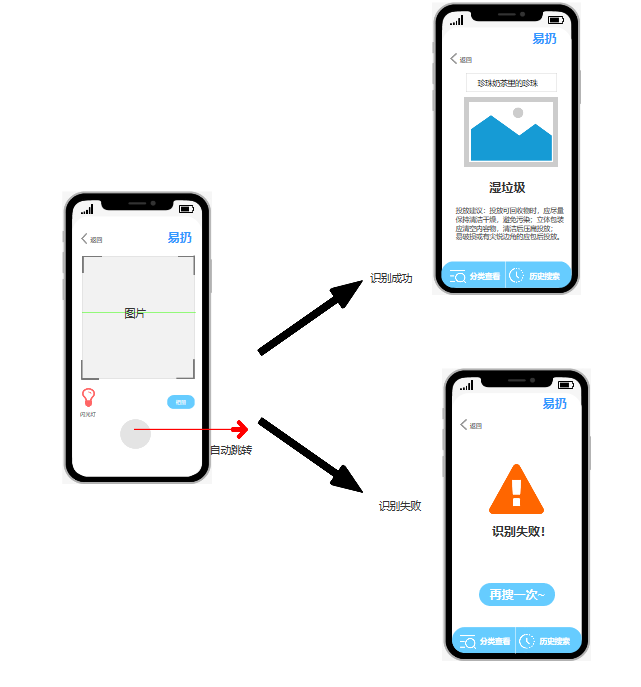 易扔
返回
珍珠奶茶里的珍珠
湿垃圾
投放建议：投放可回收物时，应尽量
保持清洁干燥，避免污染；立体包装
应清空内容物，清洁后压扁投放；
易破损或有尖锐边角的应包后投放。
分类查看
历史搜索
易扔
返回
图片
闪光灯
相册
自动跳转
识别成功
识别失败
易扔
返回
识别失败！
再搜一次~
分类查看
历史搜索